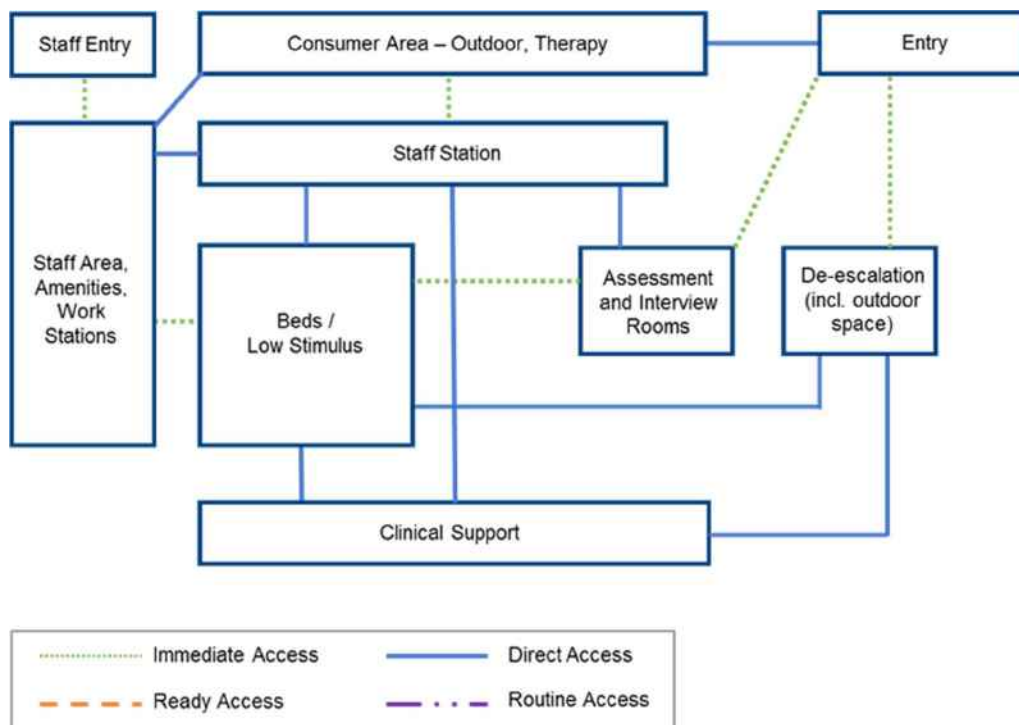 Staff Entry
Consumer Area – Outdoor, Therapy
Entry
Staff Station
Staff Area,
Amenities,
Work
Stations
Beds /
Low Stimulus
Assessment
and Interview
Rooms
De-escalation
(incl. outdoor
space)
Clinical Support
Immediate Access
Direct Access
Ready Access
Routine Access